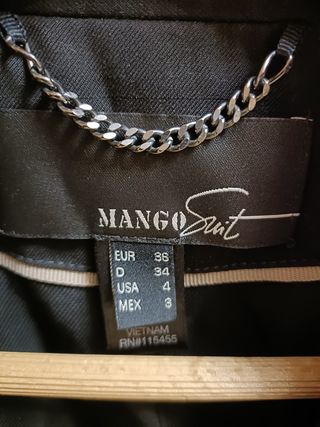 MANGO Suit
EUR 36
D 34
USA 4
MEX 3
VIETNAM
RN#115455